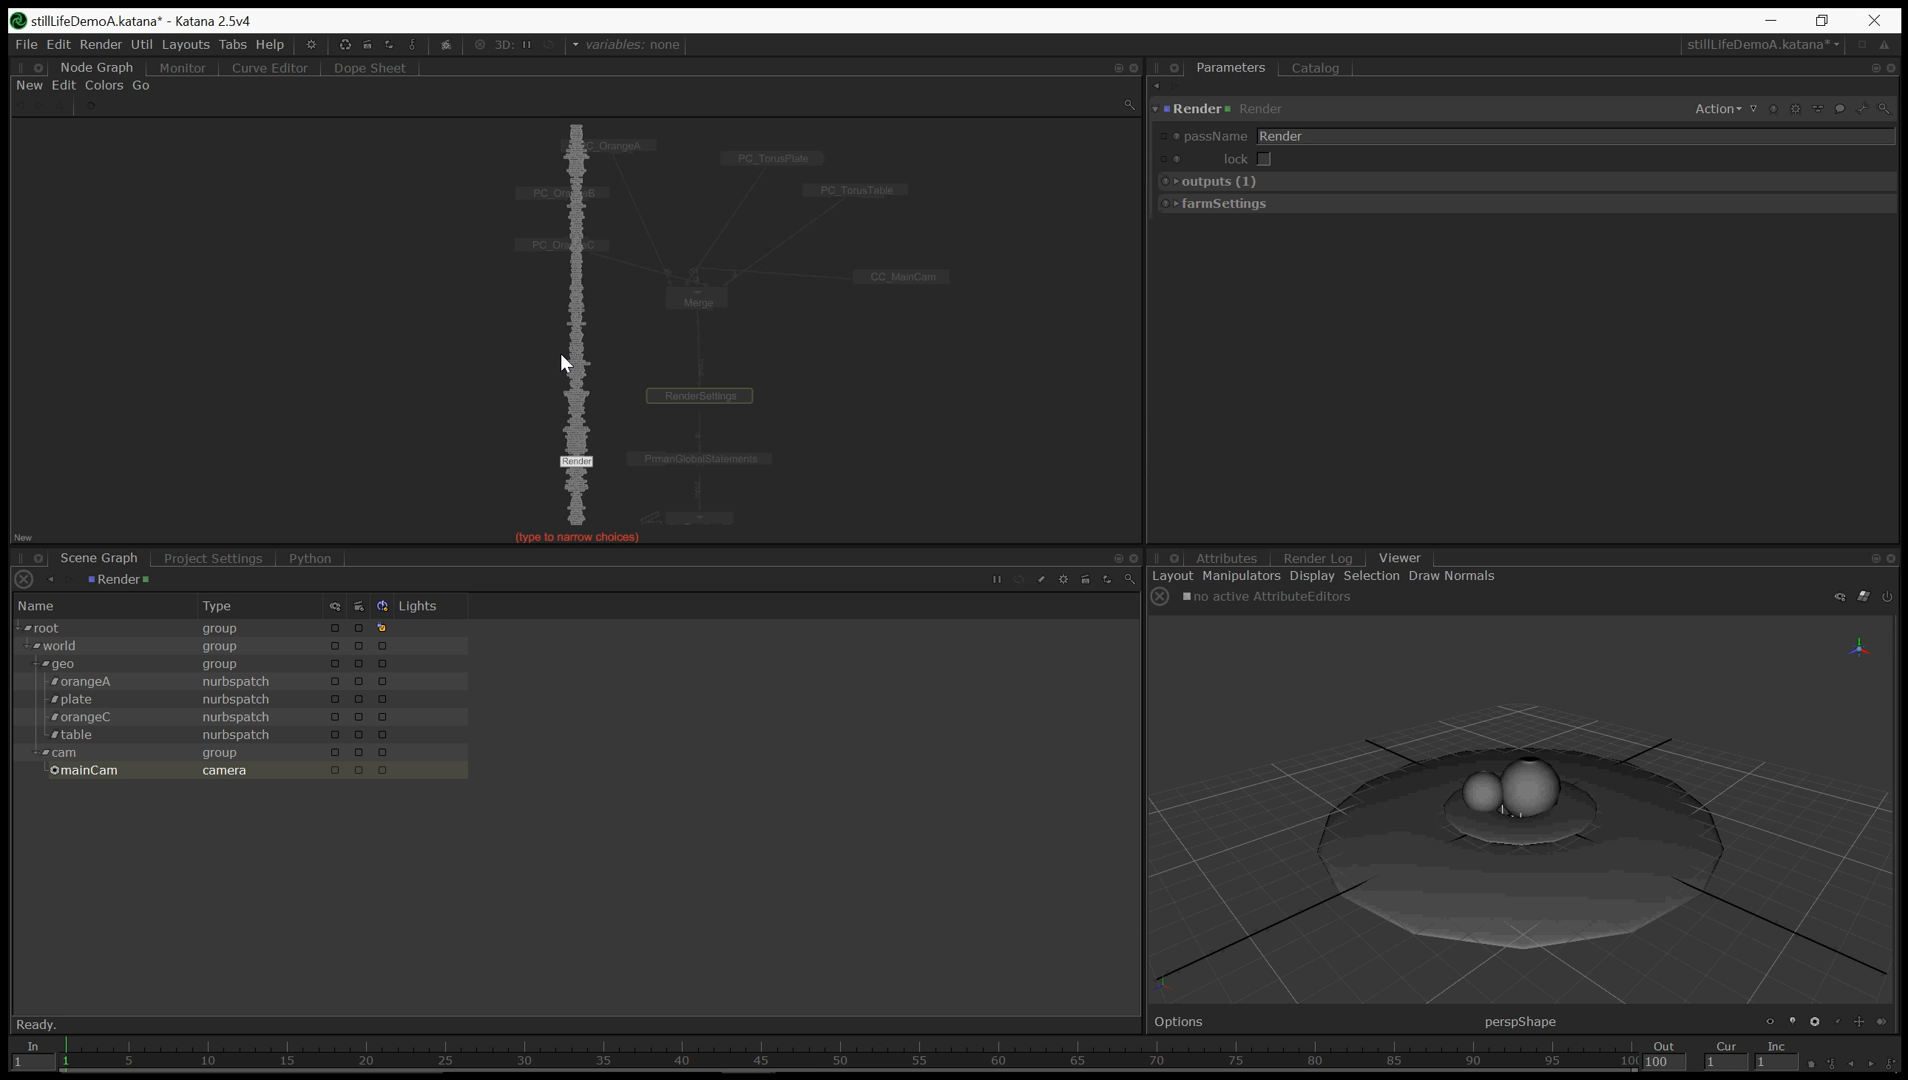 stillLifeDemoA.katana* - Katana 2.5v4
File Edit Render Util Layouts Tabs Help 3D: variables: none stillLifeDemoA.katana*
Node Graph Monitor Curve Editor Dope Sheet
New Edit Colors Go
PC_TorusPlate
PC_TorusTable
CC_MainCam
Merge
RenderSettings
PrmanGlobalStatements
Render
(type to narrow choices)
New
Parameters Catalog
Render Render Action
passName Render
lock
outputs (1)
farmSettings
Scene Graph Project Settings Python
Render
Name Type Lights
root group
world group
geo group
orangeA nurbspatch
plate nurbspatch
orangeC nurbspatch
table nurbspatch
cam group
mainCam camera
Ready.
Attributes Render Log Viewer
Layout Manipulators Display Selection Draw Normals
no active AttributeEditors
Options perspShape
In Out Cur Inc
1 1 5 10 15 20 25 30 35 40 45 50 55 60 65 70 75 80 85 90 95 100 1 1